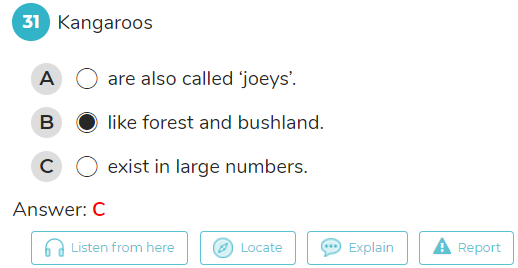 31 Kangaroos
A are also called ‘joeys’.
B like forest and bushland.
C exist in large numbers.
Answer: C
Listen from here Locate Explain Report